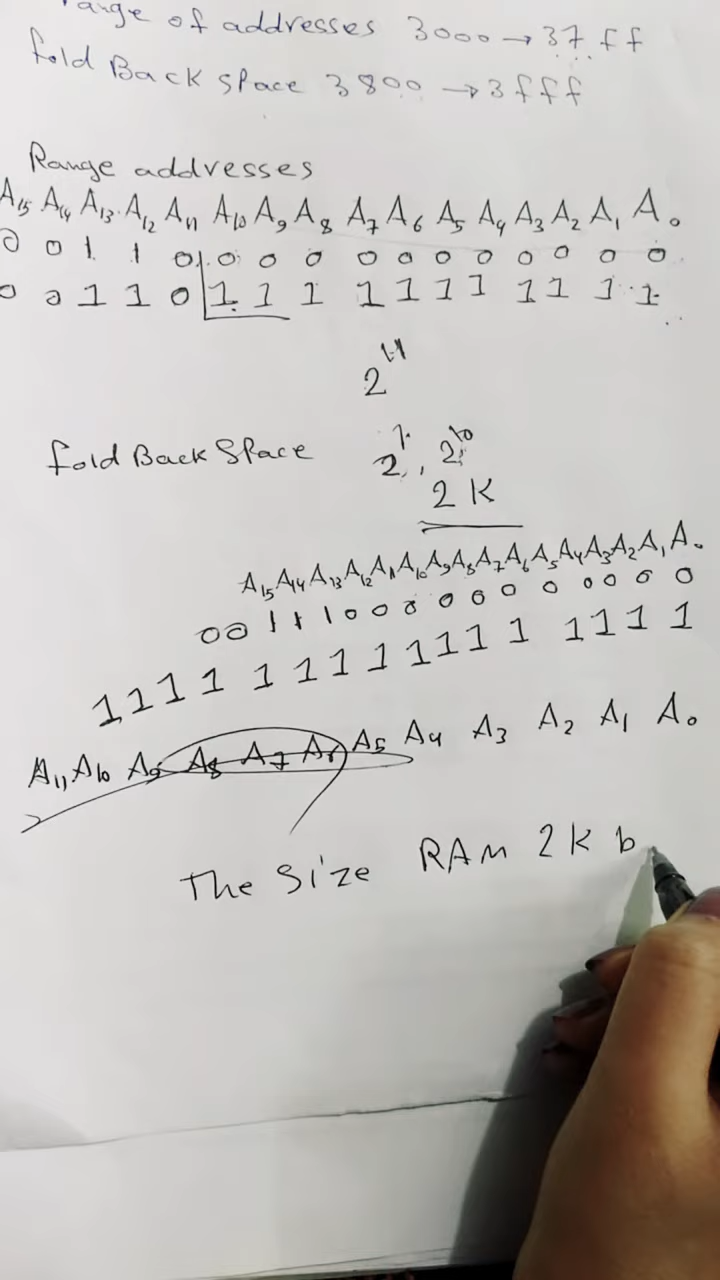 range of addresses 3000 → 37ff
fold Back space 3800 → 3fff
Range addresses
A15 A14 A13 A12 A11 A10 A9 A8 A7 A6 A5 A4 A3 A2 A1 A0
0 0 1 1 0 0 0 0 0 0 0 0 0 0 0 0
0 0 1 1 0 1 1 1 1 1 1 1 1 1 1 1
2^11
fold Back Space 2^1 . 2^10
2K
A15 A14 A13 A12 A11 A10 A9 A8 A7 A6 A5 A4 A3 A2 A1 A0
0 0 1 1 1 0 0 0 0 0 0 0 0 0 0 0
1 1 1 1 1 1 1 1 1 1 1 1 1 1 1 1
A11 A10 A9 A8 A7 A6 A5 A4 A3 A2 A1 A0
The Size RAM 2K b